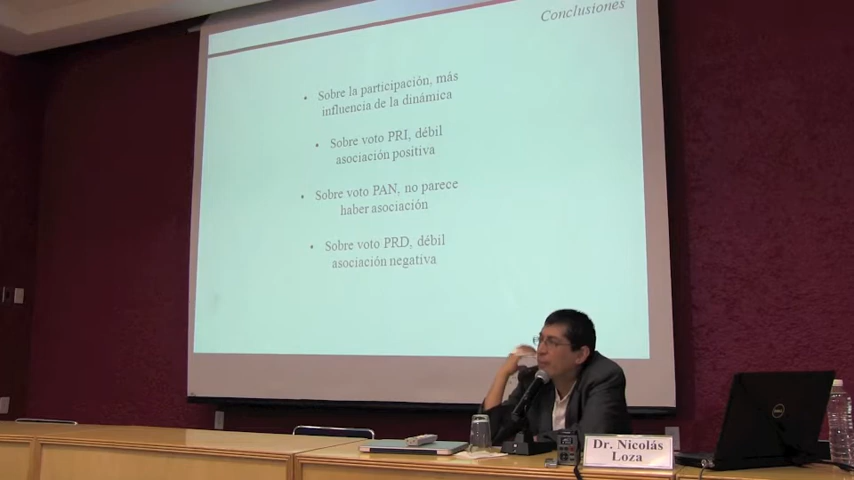 Conclusiones
• Sobre la participación, más
influencia de la dinámica
• Sobre voto PRI, débil
asociación positiva
• Sobre voto PAN, no parece
haber asociación
• Sobre voto PRD, débil
asociación negativa
Dr. Nicolás
Loza
DELL